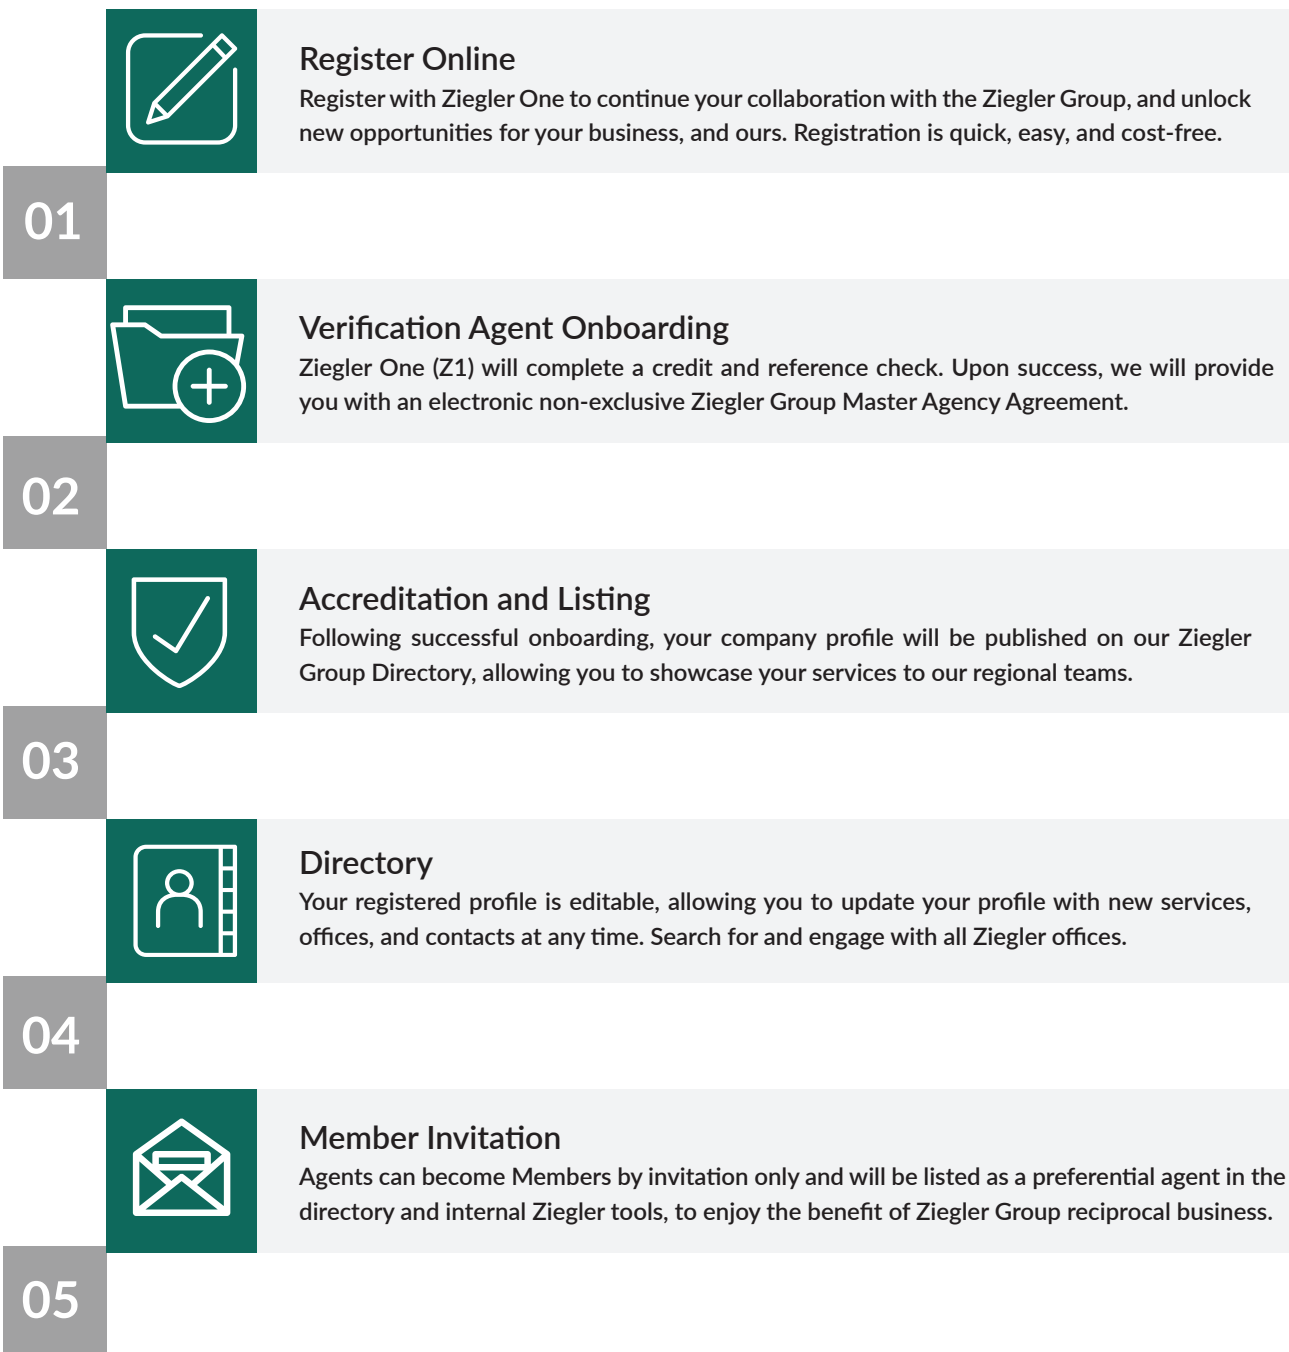 Register Online
Register with Ziegler One to continue your collaboration with the Ziegler Group, and unlock
new opportunities for your business, and ours. Registration is quick, easy, and cost-free.
01
Verification Agent Onboarding
Ziegler One (Z1) will complete a credit and reference check. Upon success, we will provide
you with an electronic non-exclusive Ziegler Group Master Agency Agreement.
02
Accreditation and Listing
Following successful onboarding, your company profile will be published on our Ziegler
Group Directory, allowing you to showcase your services to our regional teams.
03
Directory
Your registered profile is editable, allowing you to update your profile with new services,
offices, and contacts at any time. Search for and engage with all Ziegler offices.
04
Member Invitation
Agents can become Members by invitation only and will be listed as a preferential agent in the
directory and internal Ziegler tools, to enjoy the benefit of Ziegler Group reciprocal business.
05